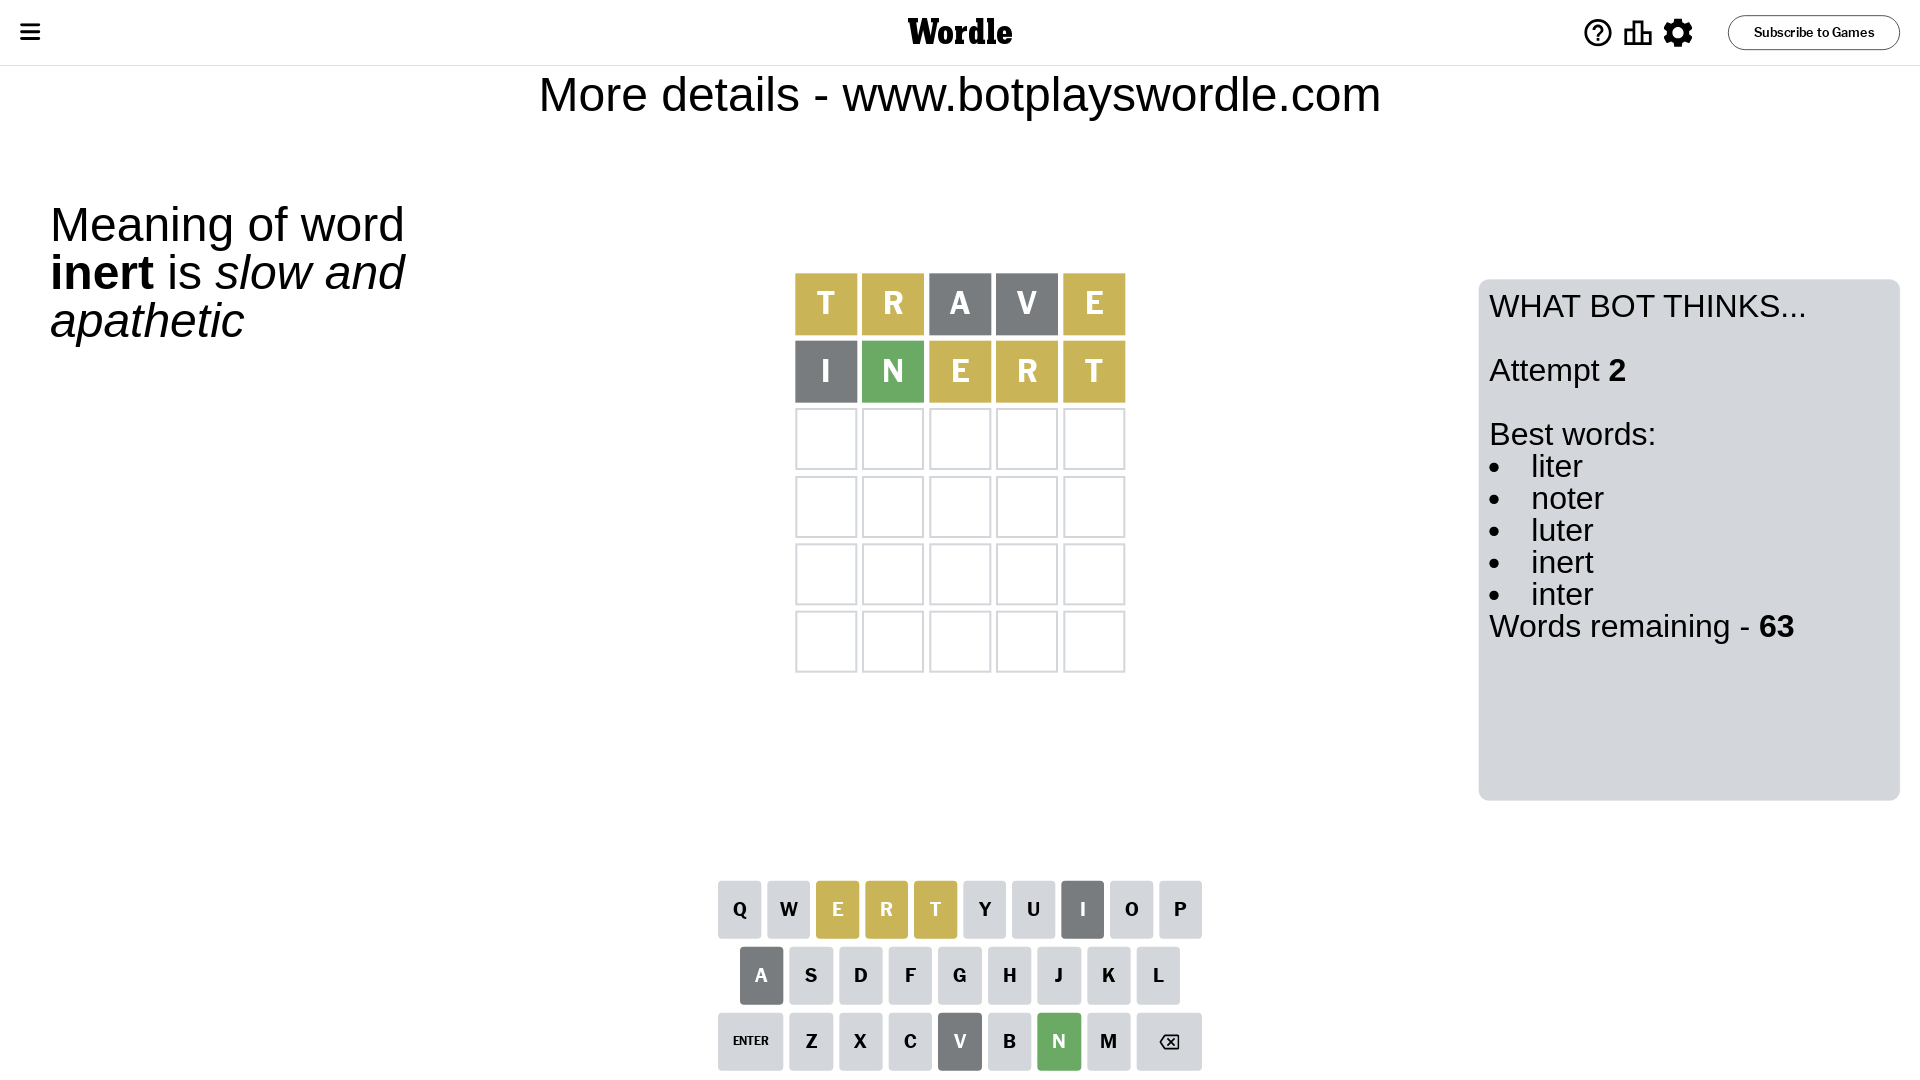 Wordle
Subscribe to Games
More details - www.botplayswordle.com
Meaning of word
inert is slow and
apathetic
T R A V E
I N E R T
WHAT BOT THINKS...
Attempt 2
Best words:
• liter
• noter
• luter
• inert
• inter
Words remaining - 63
Q W E R T Y U I O P
A S D F G H J K L
ENTER Z X C V B N M